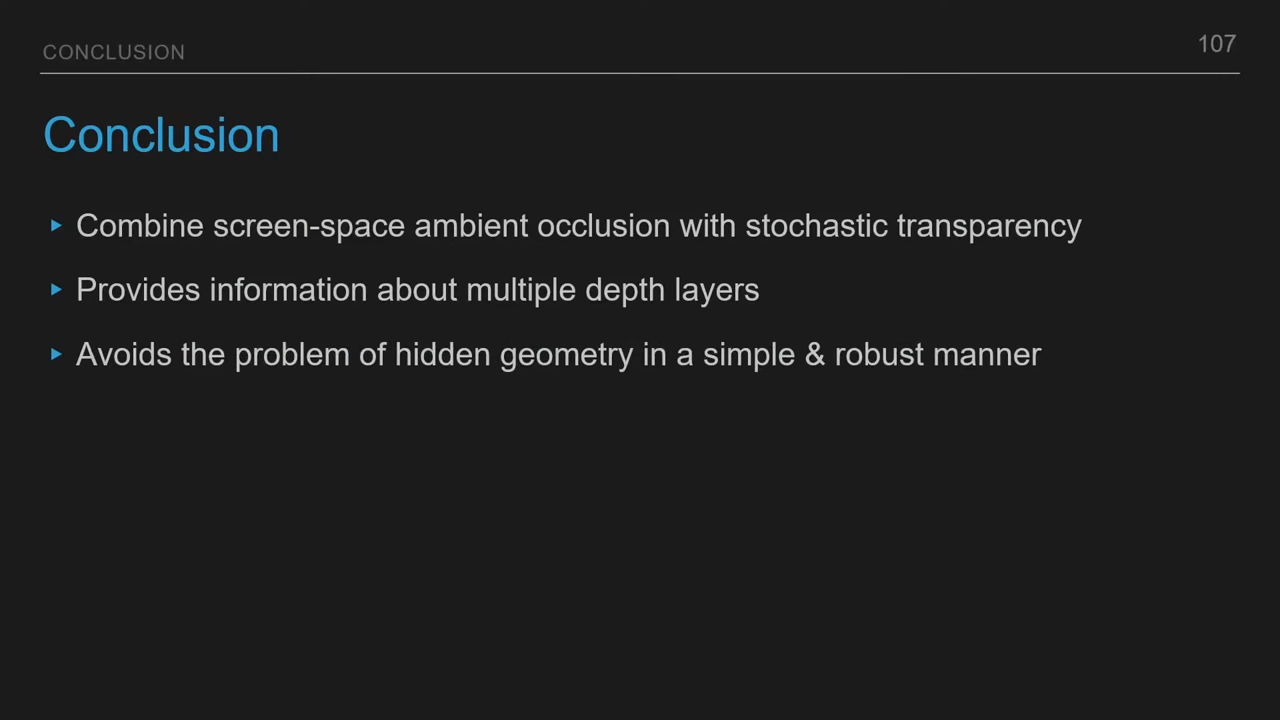 CONCLUSION
107
Conclusion
Combine screen-space ambient occlusion with stochastic transparency
Provides information about multiple depth layers
Avoids the problem of hidden geometry in a simple & robust manner